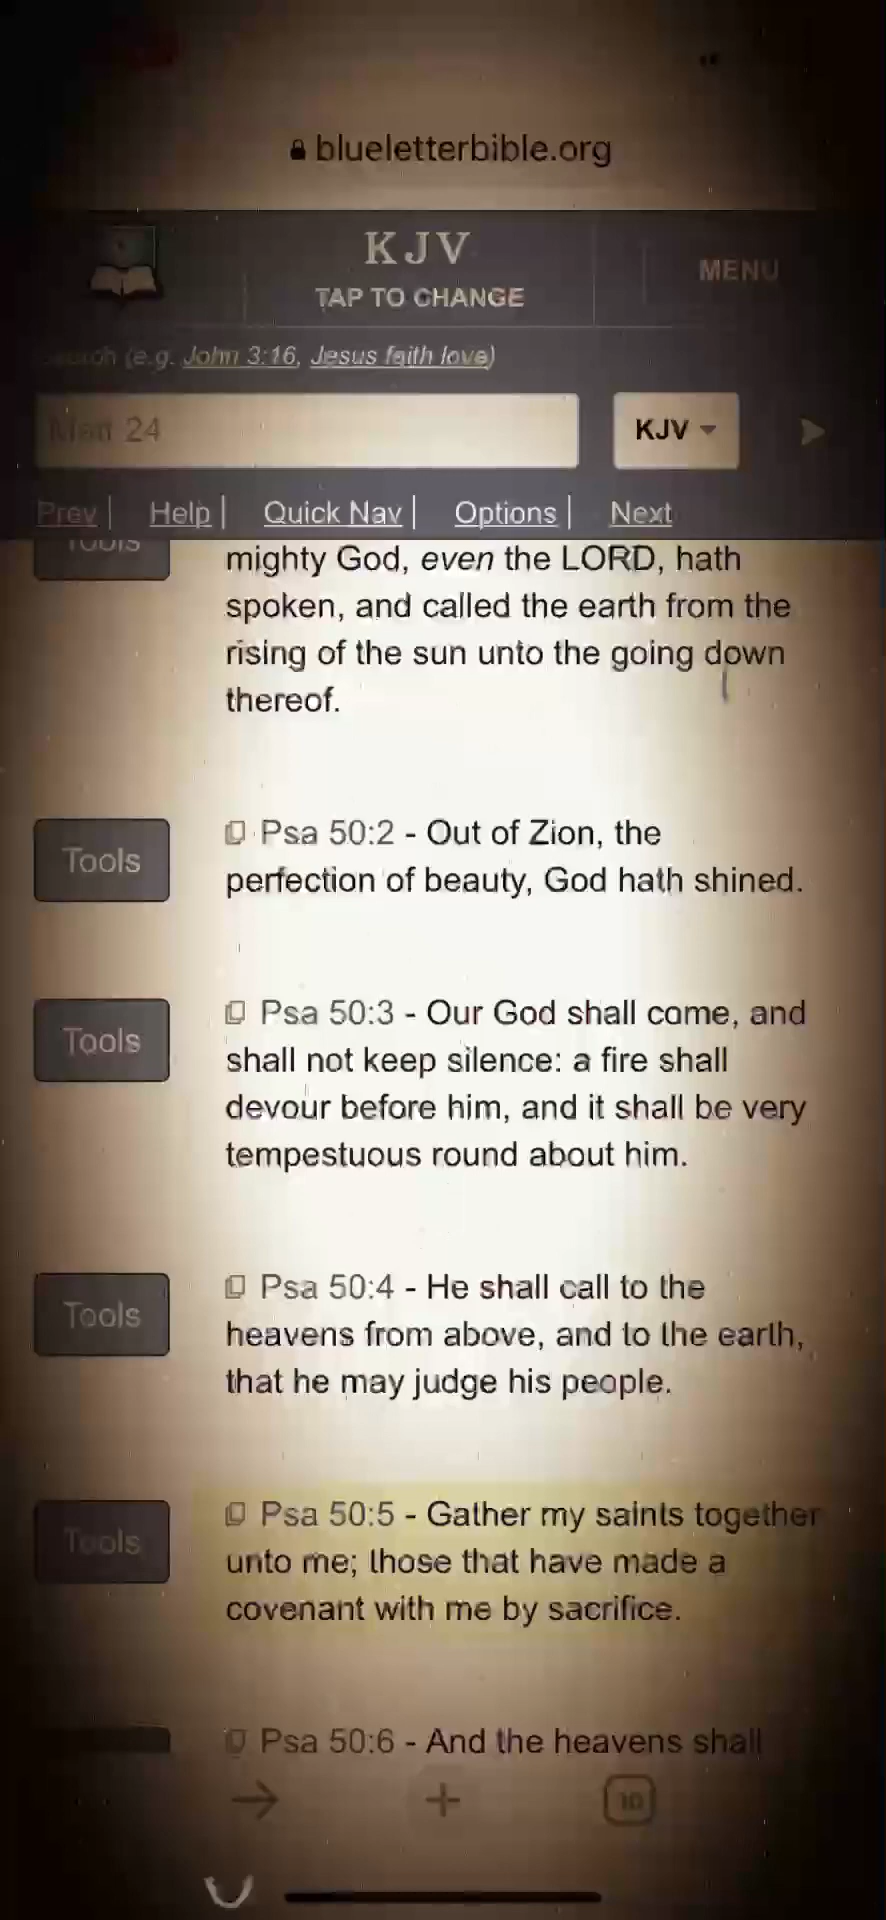 blueletterbible.org
KJV
TAP TO CHANGE
MENU
Search (e.g. John 3:16, Jesus faith love)
Matt 24
KJV
Prev | Help | Quick Nav | Options | Next
Tools
mighty God, even the LORD, hath
spoken, and called the earth from the
rising of the sun unto the going down
thereof.
Tools
Psa 50:2 - Out of Zion, the
perfection of beauty, God hath shined.
Tools
Psa 50:3 - Our God shall come, and
shall not keep silence: a fire shall
devour before him, and it shall be very
tempestuous round about him.
Tools
Psa 50:4 - He shall call to the
heavens from above, and to the earth,
that he may judge his people.
Tools
Psa 50:5 - Gather my saints together
unto me; those that have made a
covenant with me by sacrifice.
Psa 50:6 - And the heavens shall
10